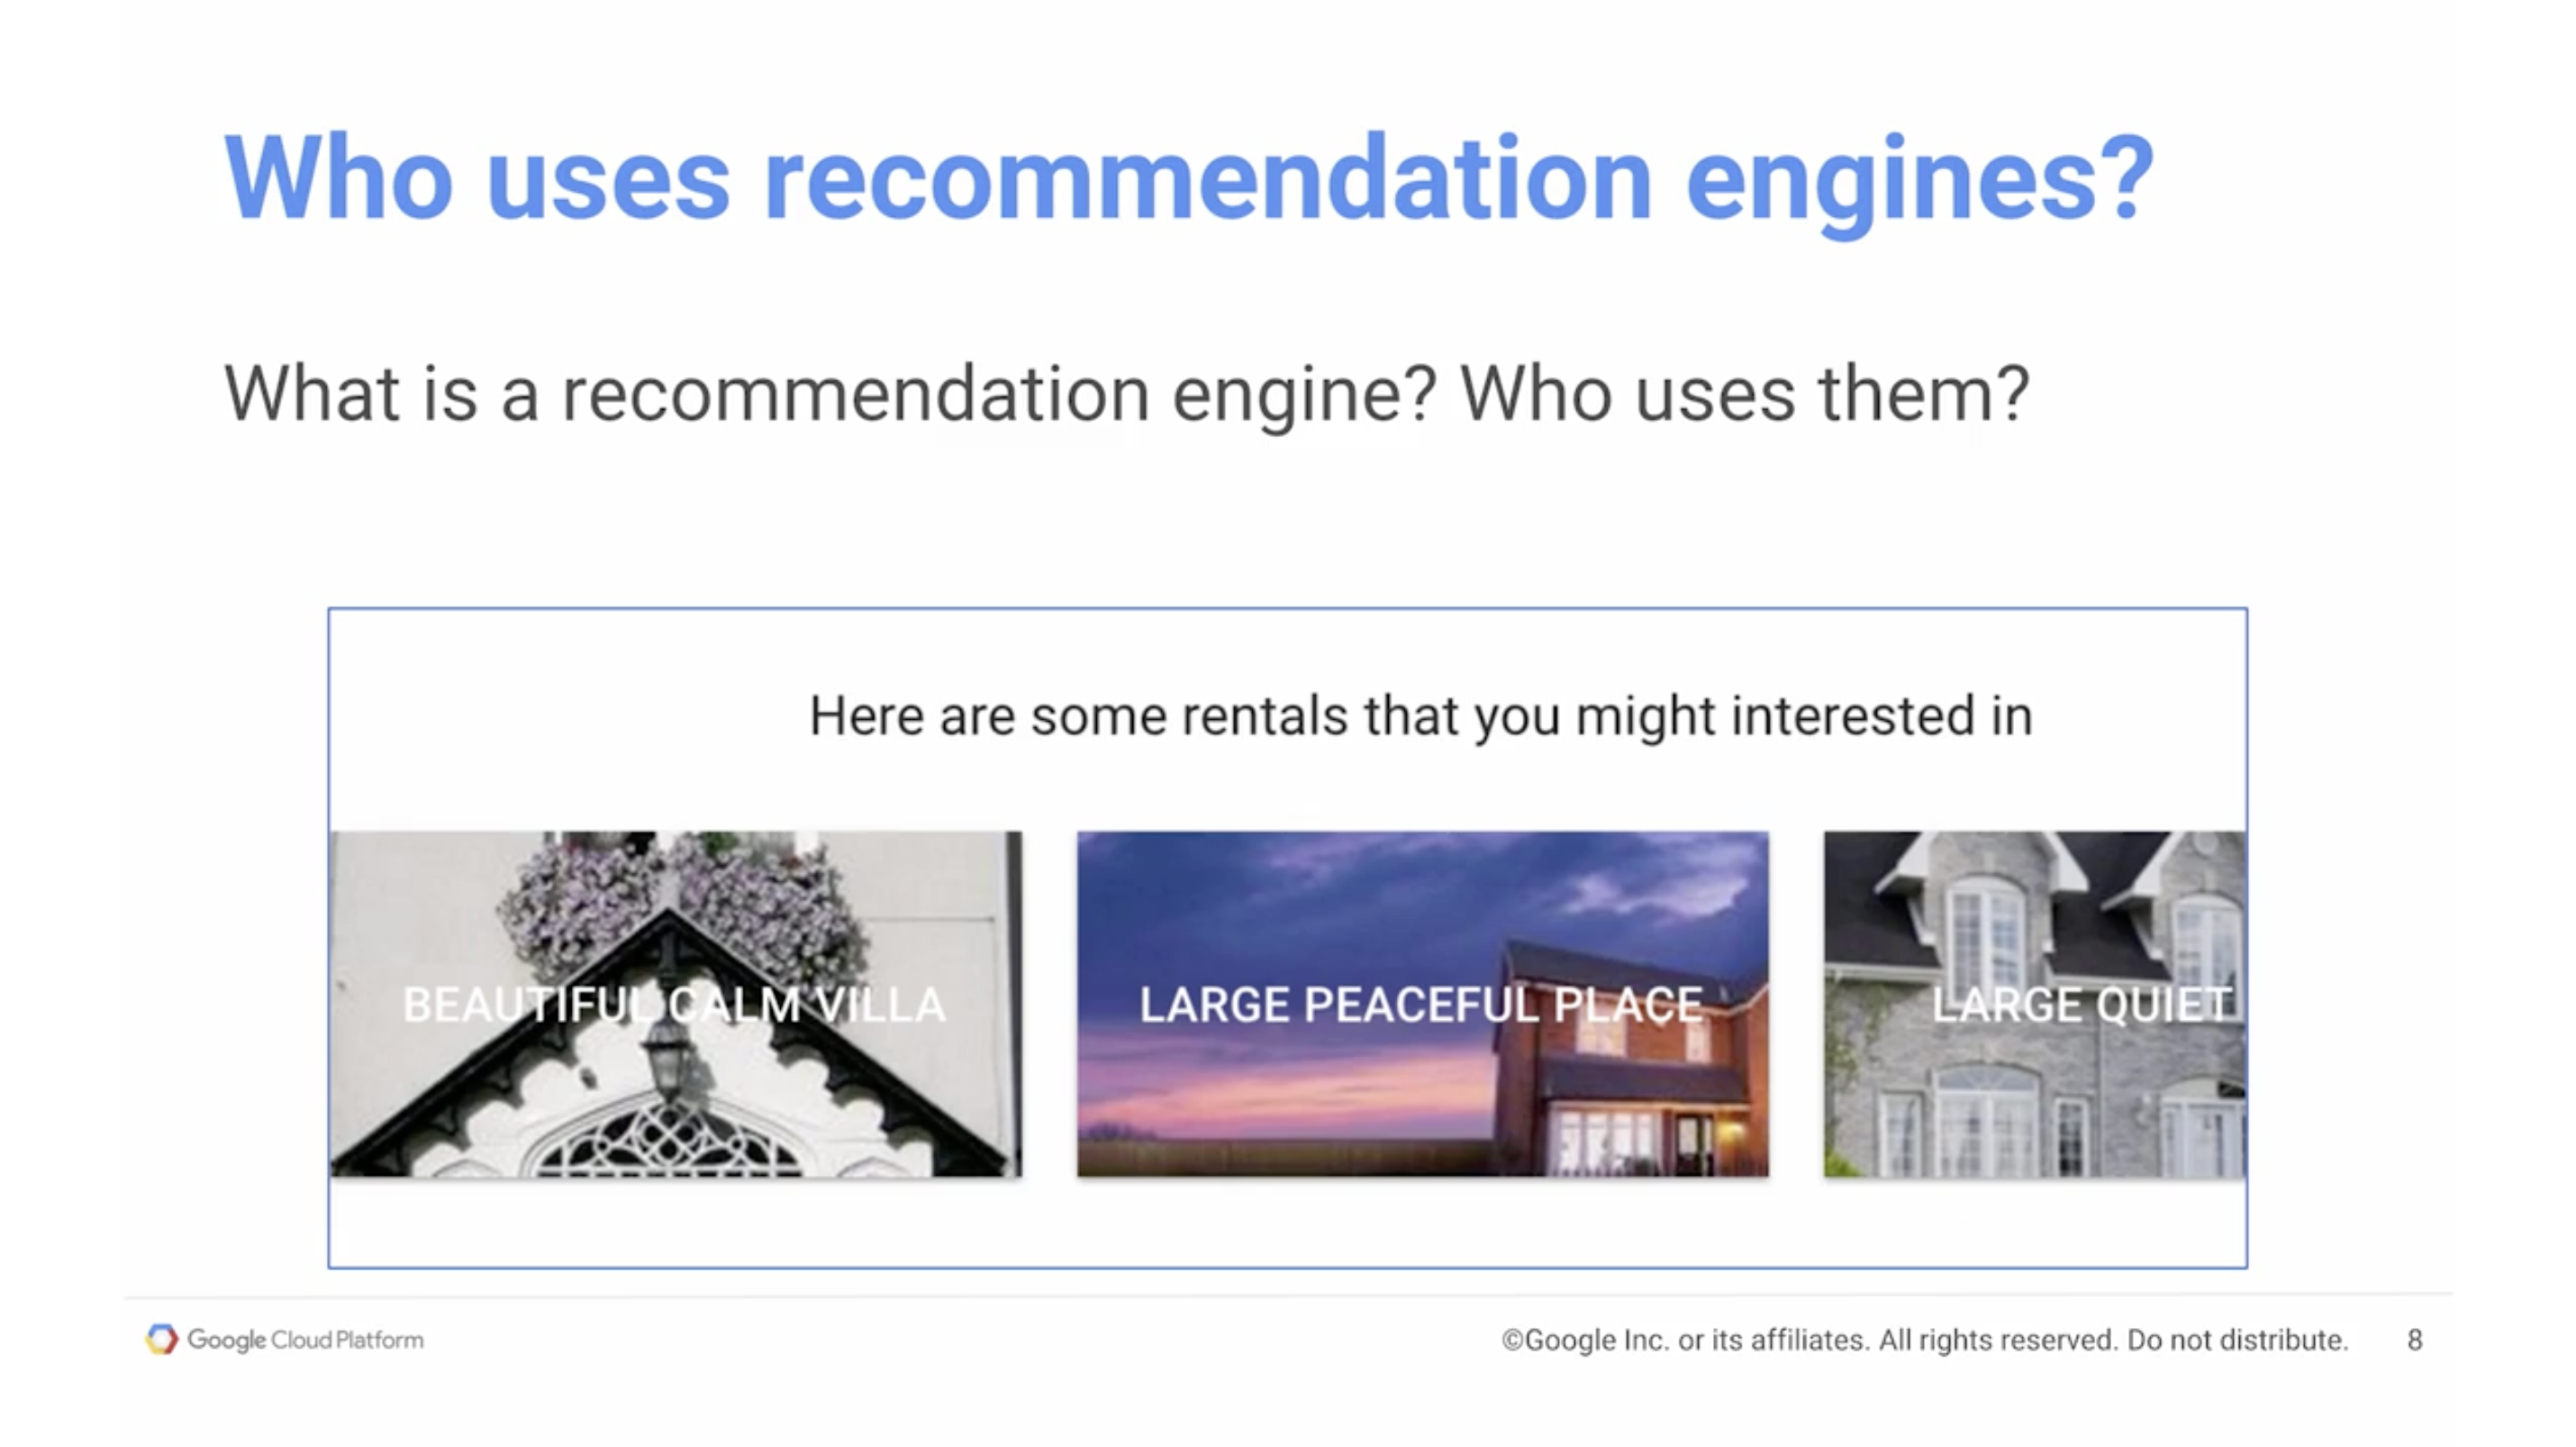 Who uses recommendation engines?
What is a recommendation engine? Who uses them?
Here are some rentals that you might interested in
BEAUTIFUL CALM VILLA
LARGE PEACEFUL PLACE
LARGE QUIET
Google Cloud Platform
©Google Inc. or its affiliates. All rights reserved. Do not distribute.
8